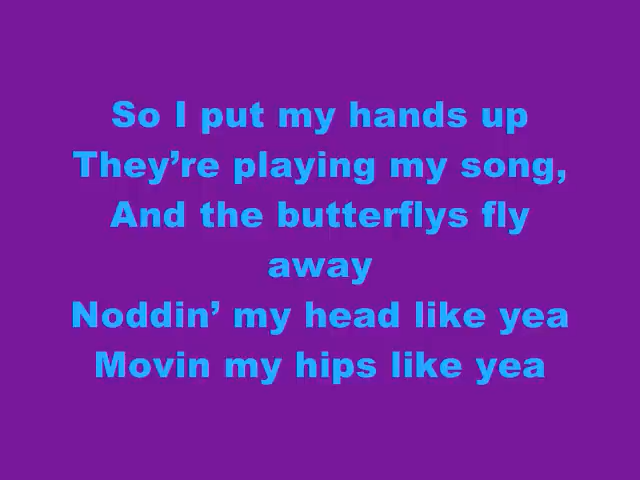 So I put my hands up
They’re playing my song,
And the butterflys fly
away
Noddin’ my head like yea
Movin my hips like yea